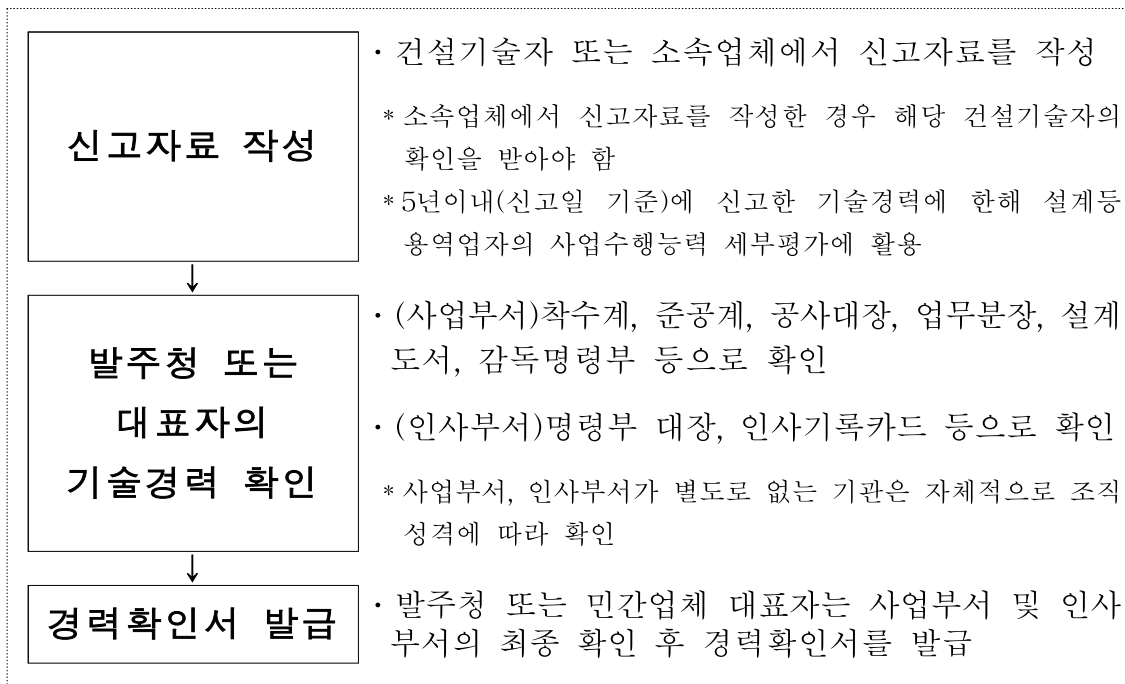 신고자료 작성
· 건설기술자 또는 소속업체에서 신고자료를 작성
* 소속업체에서 신고자료를 작성한 경우 해당 건설기술자의
확인을 받아야 함
* 5년이내(신고일 기준)에 신고한 기술경력에 한해 설계등
용역업자의 사업수행능력 세부평가에 활용
↓
발주청 또는
대표자의
기술경력 확인
· (사업부서)착수계, 준공계, 공사대장, 업무분장, 설계
도서, 감독명령부 등으로 확인
· (인사부서)명령부 대장, 인사기록카드 등으로 확인
* 사업부서, 인사부서가 별도로 없는 기관은 자체적으로 조직
성격에 따라 확인
↓
경력확인서 발급
· 발주청 또는 민간업체 대표자는 사업부서 및 인사
부서의 최종 확인 후 경력확인서를 발급